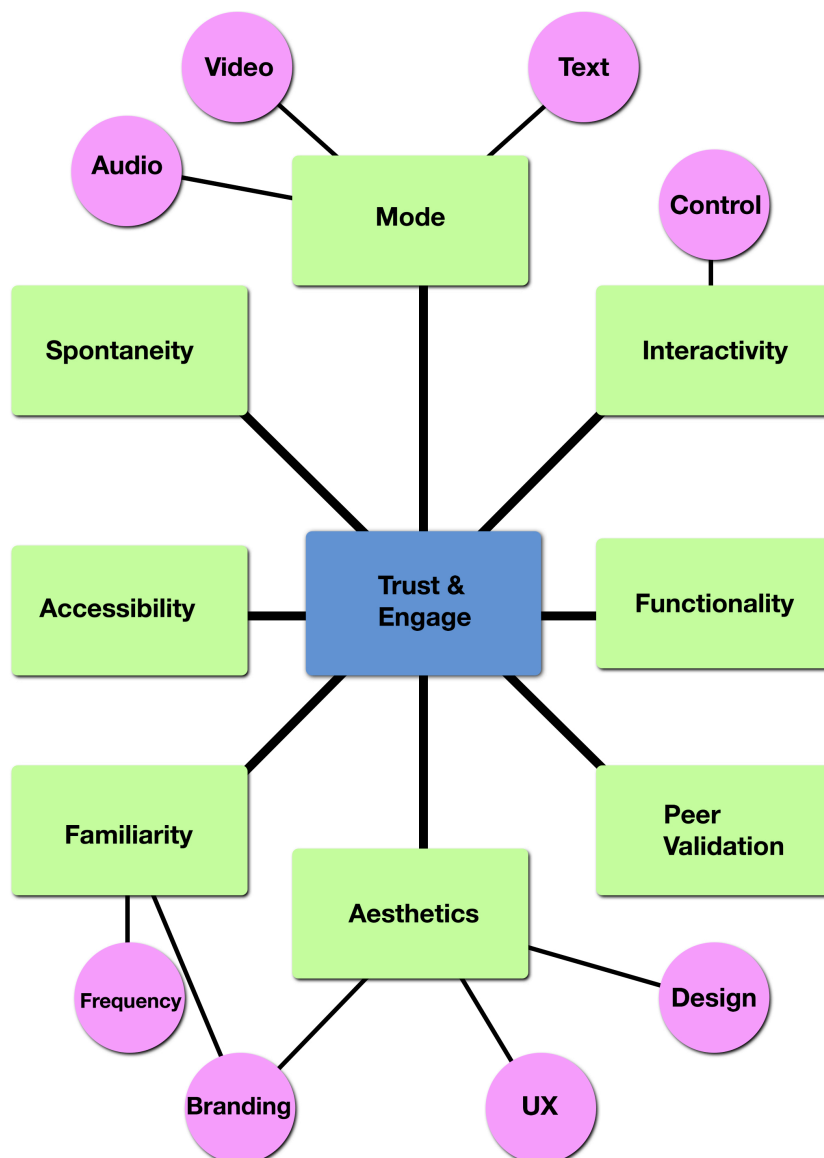 Video
Text
Audio
Mode
Control
Spontaneity
Interactivity
Trust &
Engage
Accessibility
Functionality
Peer
Validation
Familiarity
Aesthetics
Frequency
Design
Branding
UX